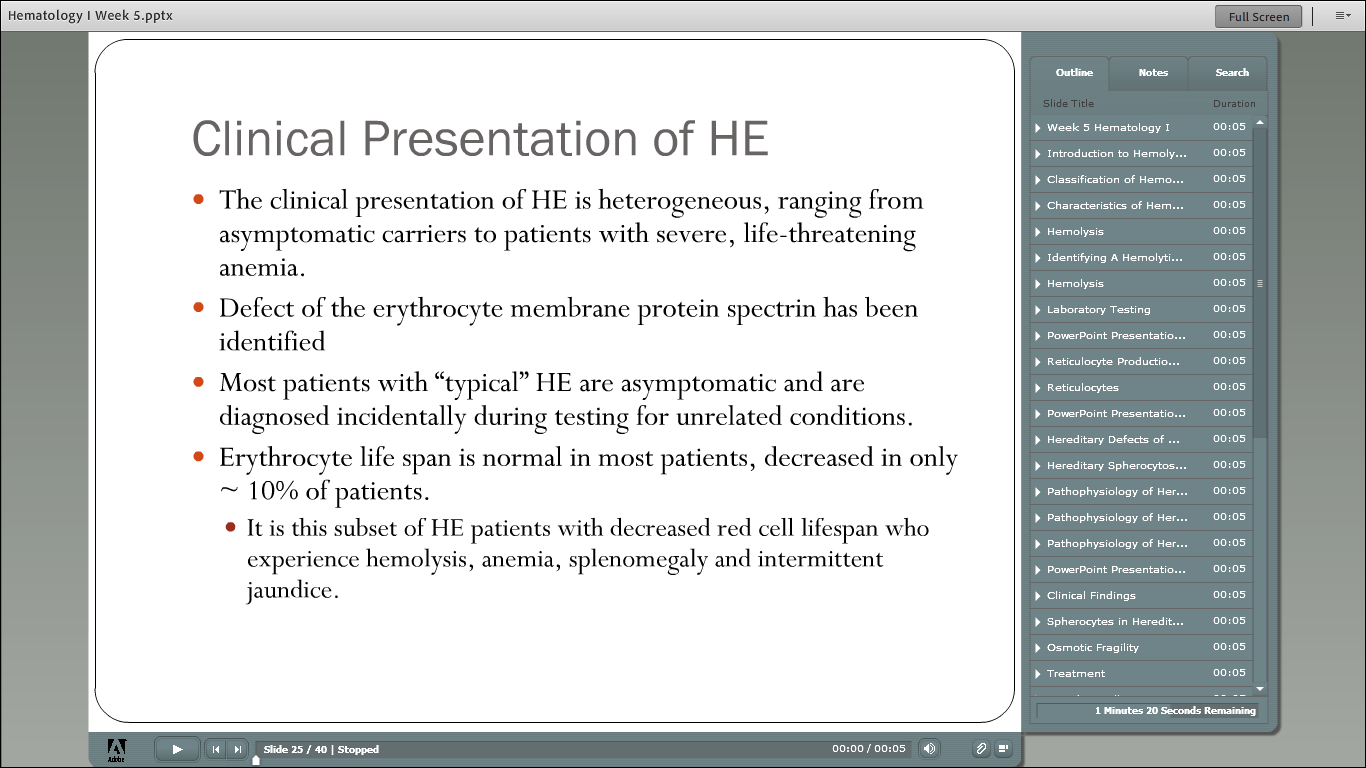 Hematology I Week 5.pptx
Full Screen
Clinical Presentation of HE
• The clinical presentation of HE is heterogeneous, ranging from
asymptomatic carriers to patients with severe, life-threatening
anemia.
• Defect of the erythrocyte membrane protein spectrin has been
identified
• Most patients with “typical” HE are asymptomatic and are
diagnosed incidentally during testing for unrelated conditions.
• Erythrocyte life span is normal in most patients, decreased in only
~ 10% of patients.
• It is this subset of HE patients with decreased red cell lifespan who
experience hemolysis, anemia, splenomegaly and intermittent
jaundice.
Outline Notes Search
Slide Title Duration
Week 5 Hematology I 00:05
Introduction to Hemoly... 00:05
Classification of Hemo... 00:05
Characteristics of Hem... 00:05
Hemolysis 00:05
Identifying A Hemolyti... 00:05
Hemolysis 00:05
Laboratory Testing 00:05
PowerPoint Presentatio... 00:05
Reticulocyte Productio... 00:05
Reticulocytes 00:05
PowerPoint Presentatio... 00:05
Hereditary Defects of ... 00:05
Hereditary Spherocytos... 00:05
Pathophysiology of Her... 00:05
Pathophysiology of Her... 00:05
Pathophysiology of Her... 00:05
PowerPoint Presentatio... 00:05
Clinical Findings 00:05
Spherocytes in Heredit... 00:05
Osmotic Fragility 00:05
Treatment 00:05
1 Minutes 20 Seconds Remaining
Adobe
Slide 25 / 40 | Stopped
00:00 / 00:05